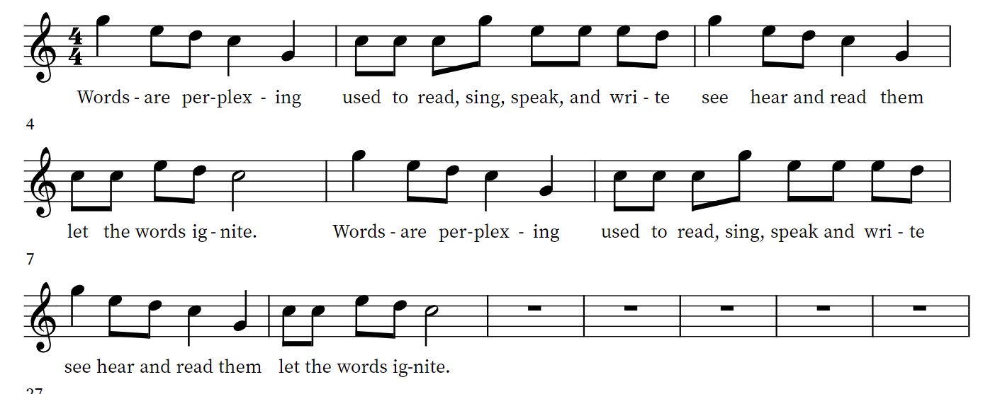 4
4
Words - are per-plex - ing used to read, sing, speak, and wri - te see hear and read them
4
let the words ig - nite. Words - are per-plex - ing used to read, sing, speak and wri - te
7
see hear and read them let the words ig-nite.
27